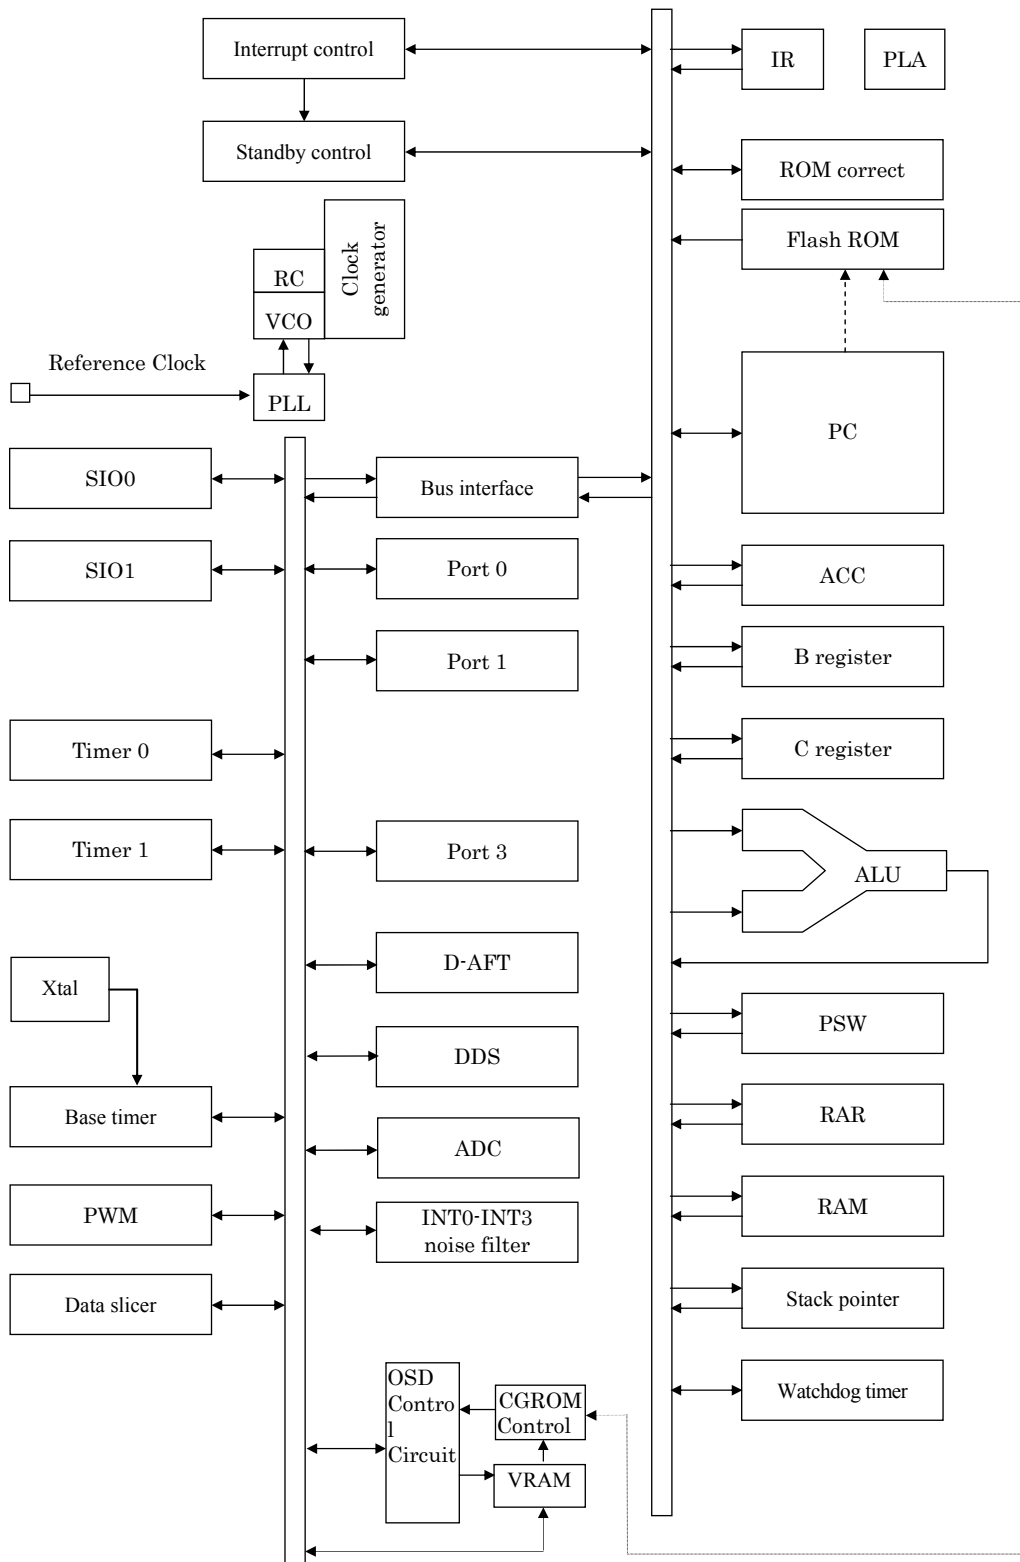 Interrupt control
IR
PLA
Standby control
ROM correct
Flash ROM
Clock
generator
RC
VCO
Reference Clock
PLL
PC
SIO0
Bus interface
SIO1
Port 0
ACC
Port 1
B register
Timer 0
C register
Timer 1
Port 3
ALU
D-AFT
Xtal
PSW
DDS
Base timer
RAR
ADC
PWM
INT0-INT3
noise filter
RAM
Data slicer
Stack pointer
OSD
Contro
l
Circuit
CGROM
Control
Watchdog timer
VRAM